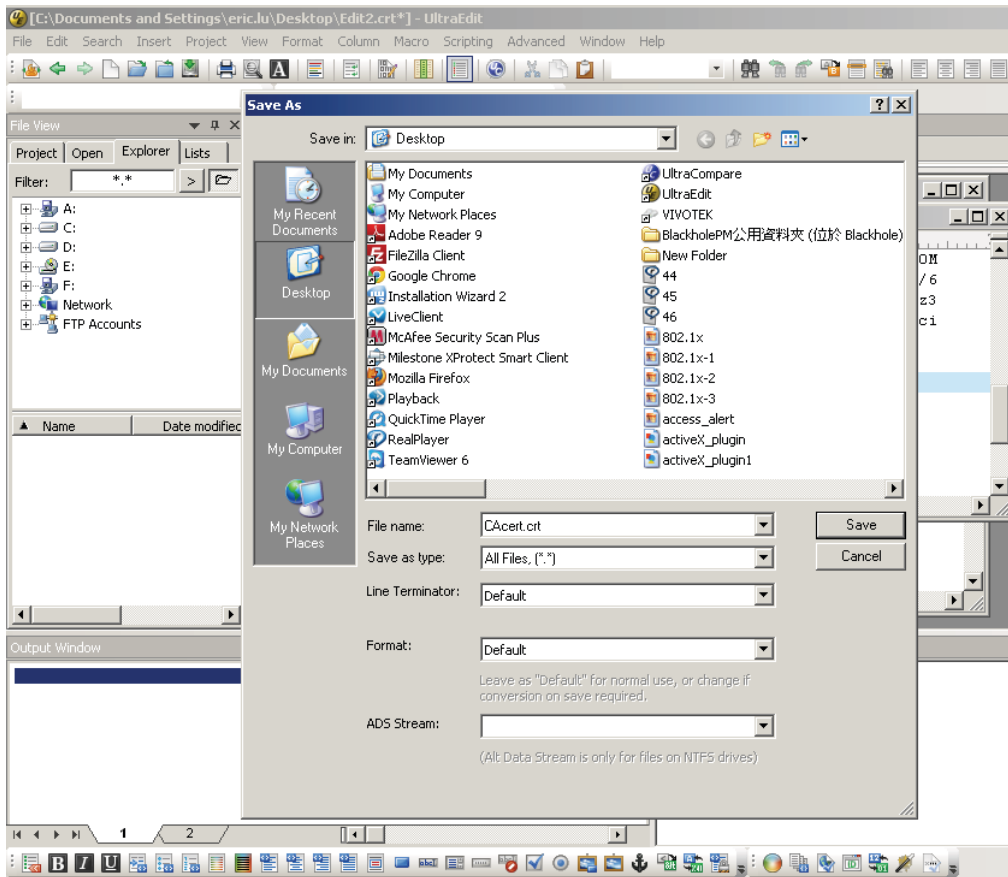 [C:\Documents and Settings\eric.lu\Desktop\Edit2.crt*] - UltraEdit
File Edit Search Insert Project View Format Column Macro Scripting Advanced Window Help
File View
Project Open Explorer Lists
Filter: *.* >
A:
C:
D:
E:
F:
Network
FTP Accounts
Name Date modified
Save As
Save in: Desktop
My Recent Documents
Desktop
My Documents
My Computer
My Network Places
My Documents
My Computer
My Network Places
Adobe Reader 9
FileZilla Client
Google Chrome
Installation Wizard 2
LiveClient
McAfee Security Scan Plus
Milestone XProtect Smart Client
Mozilla Firefox
Playback
QuickTime Player
RealPlayer
TeamViewer 6
UltraCompare
UltraEdit
VIVOTEK
BlackholePM公用資料夾 (位於 Blackhole)
New Folder
44
45
46
802.1x
802.1x-1
802.1x-2
802.1x-3
access_alert
activeX_plugin
activeX_plugin1
File name: CAcert.crt Save
Save as type: All Files, (*.*) Cancel
Line Terminator: Default
Format: Default
Leave as "Default" for normal use, or change if
conversion on save required.
ADS Stream:
(Alt Data Stream is only for files on NTFS drives)
OM
/6
z3
ci
Output Window
1 2
B I U